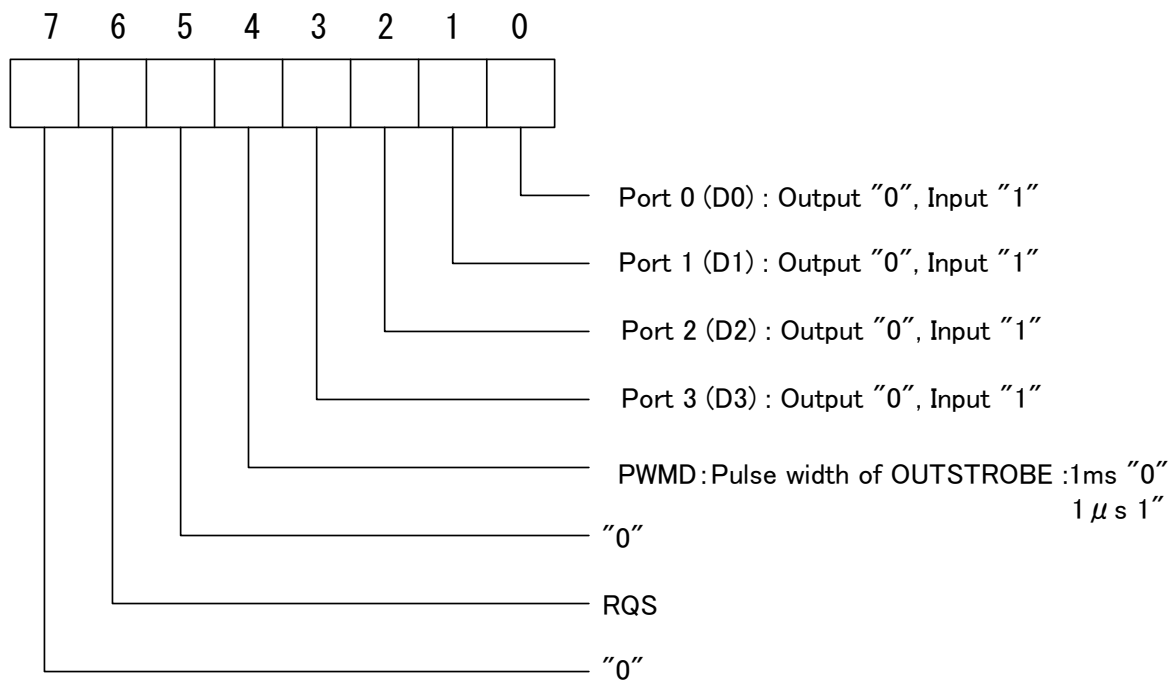 7 6 5 4 3 2 1 0
Port 0 (D0) : Output "0", Input "1"
Port 1 (D1) : Output "0", Input "1"
Port 2 (D2) : Output "0", Input "1"
Port 3 (D3) : Output "0", Input "1"
PWMD:Pulse width of OUTSTROBE :1ms "0"
1μs 1"
"0"
RQS
"0"